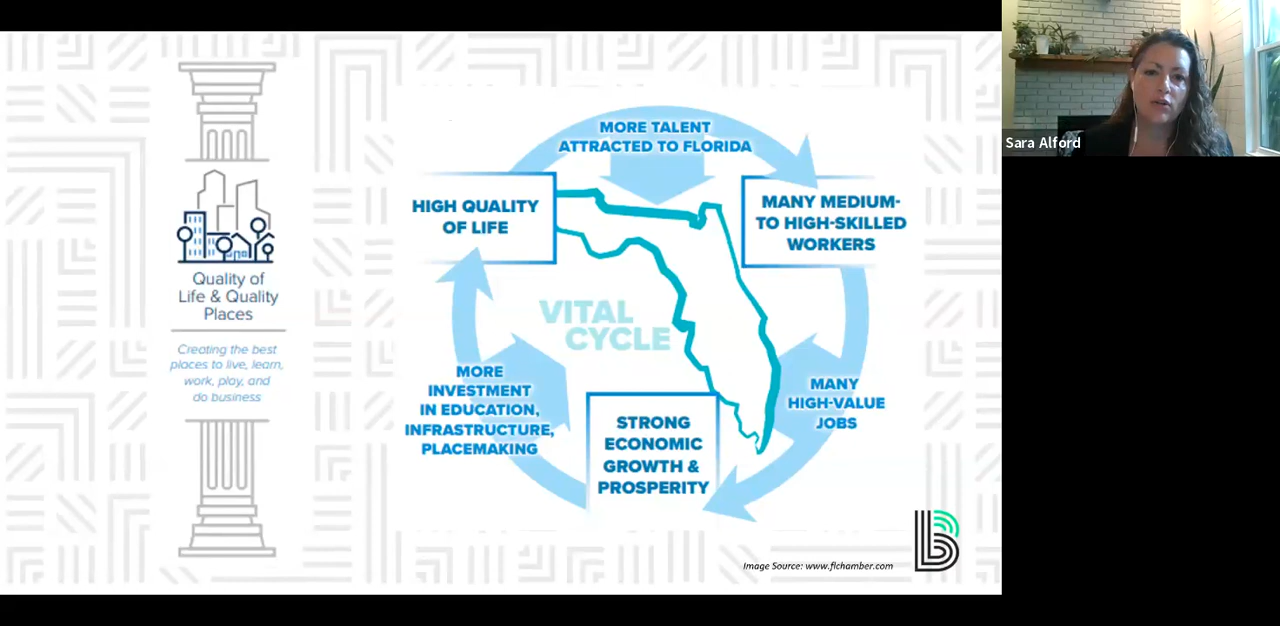 Quality of
Life & Quality
Places
Creating the best
places to live, learn,
work, play, and
do business
MORE TALENT
ATTRACTED TO FLORIDA
HIGH QUALITY
OF LIFE
MANY MEDIUM-
TO HIGH-SKILLED
WORKERS
VITAL
CYCLE
MORE
INVESTMENT
IN EDUCATION,
INFRASTRUCTURE,
PLACEMAKING
STRONG
ECONOMIC
GROWTH &
PROSPERITY
MANY
HIGH-VALUE
JOBS
b
Image Source: www.flchamber.com
Sara Alford